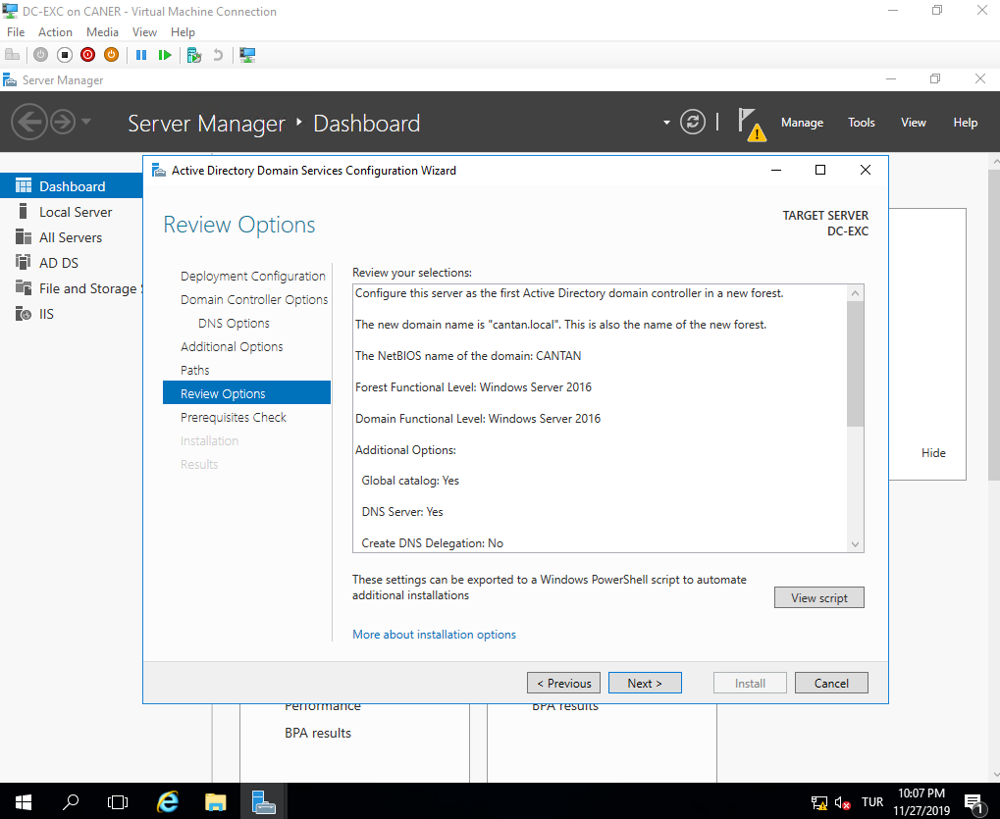 DC-EXC on CANER - Virtual Machine Connection
File Action Media View Help
Server Manager
Server Manager ‣ Dashboard
Manage Tools View Help
Dashboard
Local Server
All Servers
AD DS
File and Storage S
IIS
Active Directory Domain Services Configuration Wizard
Review Options
TARGET SERVER
DC-EXC
Deployment Configuration
Domain Controller Options
DNS Options
Additional Options
Paths
Review Options
Prerequisites Check
Installation
Results
Review your selections:
Configure this server as the first Active Directory domain controller in a new forest.
The new domain name is "cantan.local". This is also the name of the new forest.
The NetBIOS name of the domain: CANTAN
Forest Functional Level: Windows Server 2016
Domain Functional Level: Windows Server 2016
Additional Options:
Global catalog: Yes
DNS Server: Yes
Create DNS Delegation: No
These settings can be exported to a Windows PowerShell script to automate
additional installations
View script
More about installation options
< Previous Next > Install Cancel
Hide
Performance
BPA results
BPA results
TUR
10:07 PM
11/27/2019
1